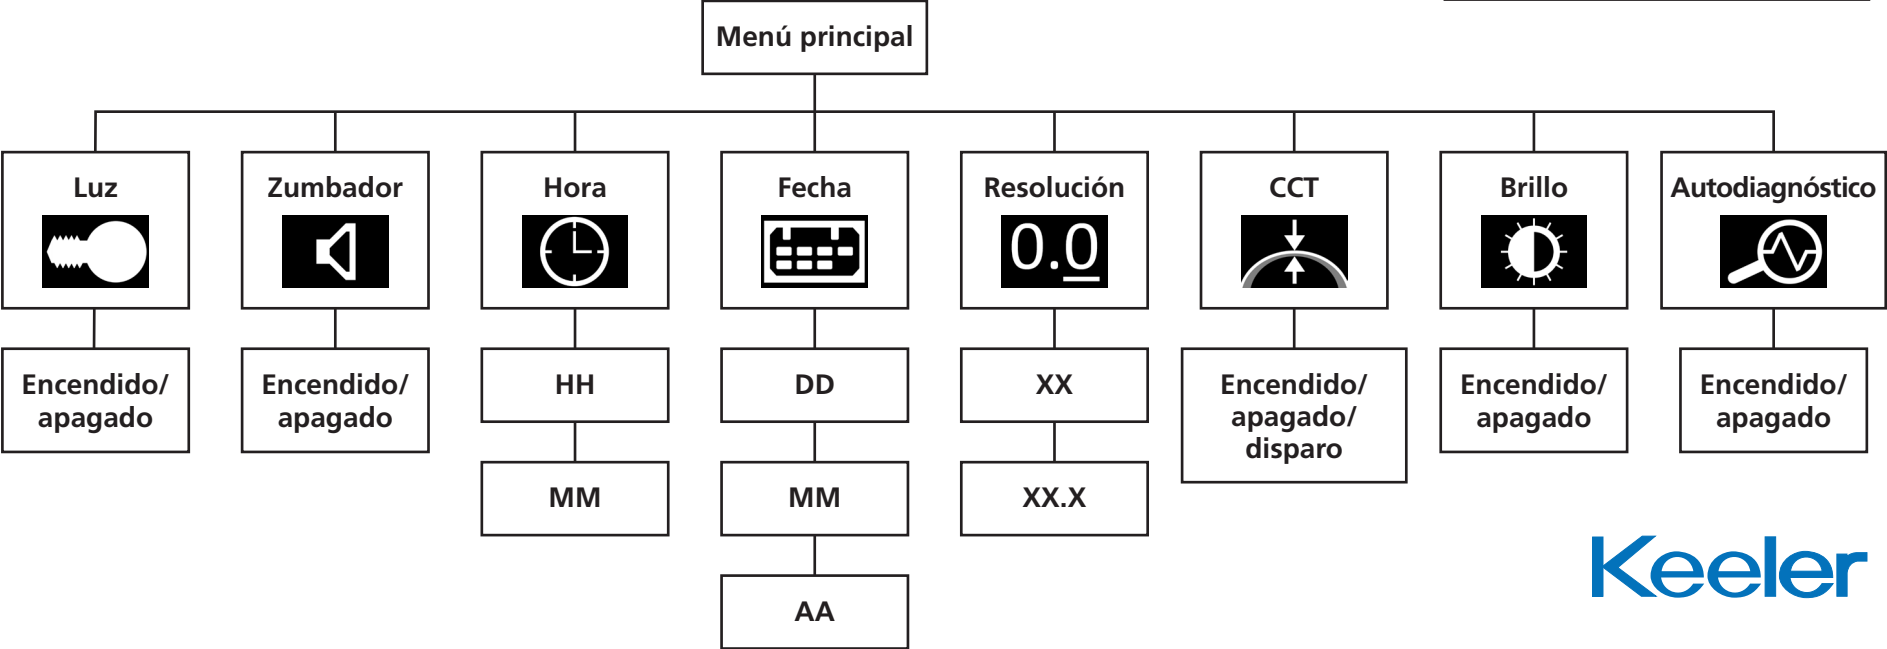 Menú principal
Luz
Zumbador
Hora
Fecha
Resolución
CCT
Brillo
Autodiagnóstico
0.0
Encendido/
apagado
Encendido/
apagado
HH
DD
XX
Encendido/
apagado/
disparo
Encendido/
apagado
Encendido/
apagado
MM
MM
XX.X
AA
Keeler